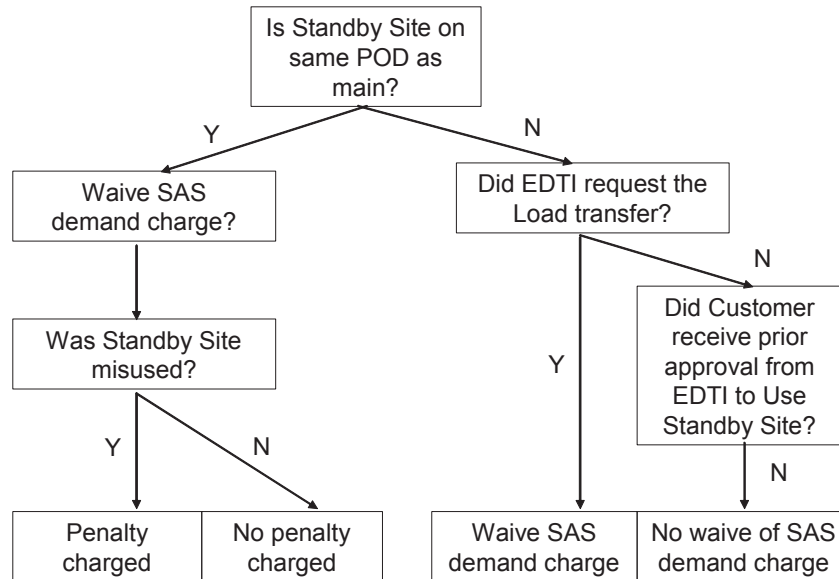 Is Standby Site on
same POD as
main?
Y
N
Waive SAS
demand charge?
Did EDTI request the
Load transfer?
N
Was Standby Site
misused?
Did Customer
receive prior
approval from
EDTI to Use
Standby Site?
Y
Y
N
N
Penalty
charged
No penalty
charged
Waive SAS
demand charge
No waive of SAS
demand charge